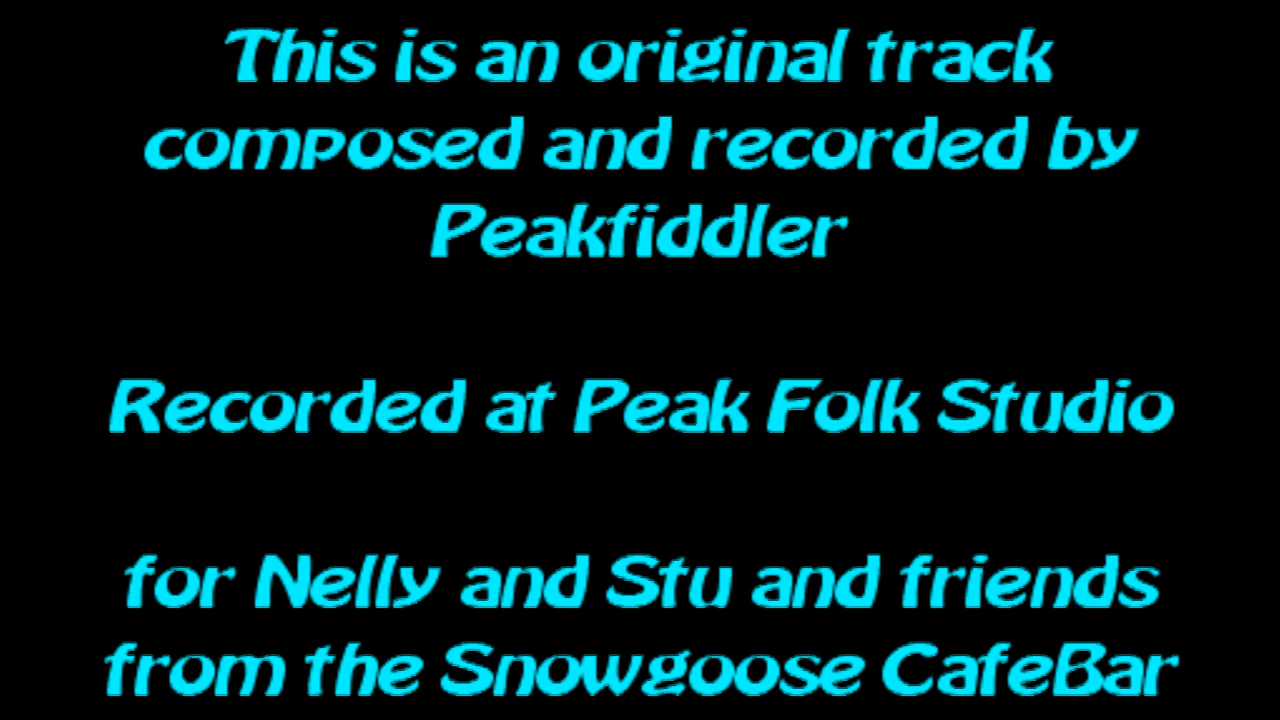 This is an original track
composed and recorded by
Peakfiddler
Recorded at Peak Folk Studio
for Nelly and Stu and friends
from the Snowgoose CafeBar